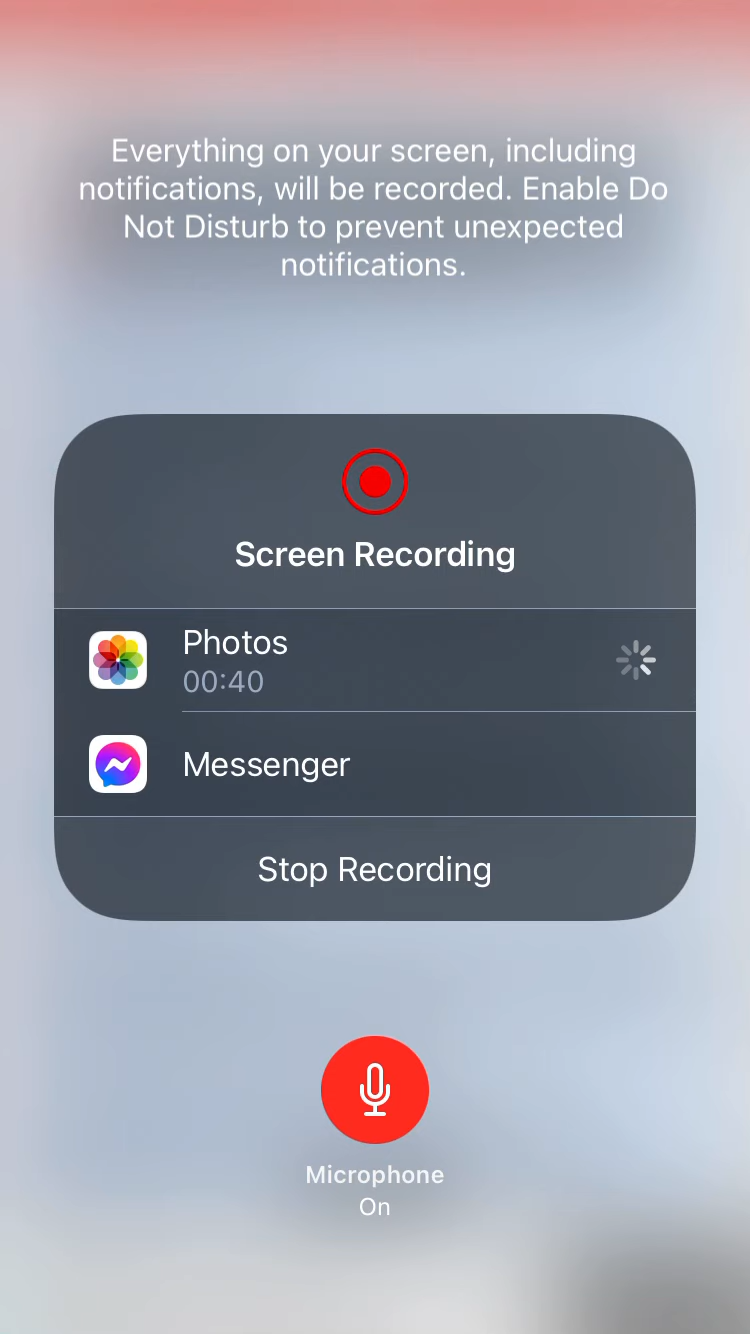 Everything on your screen, including
notifications, will be recorded. Enable Do
Not Disturb to prevent unexpected
notifications.
Screen Recording
Photos
00:40
Messenger
Stop Recording
Microphone
On